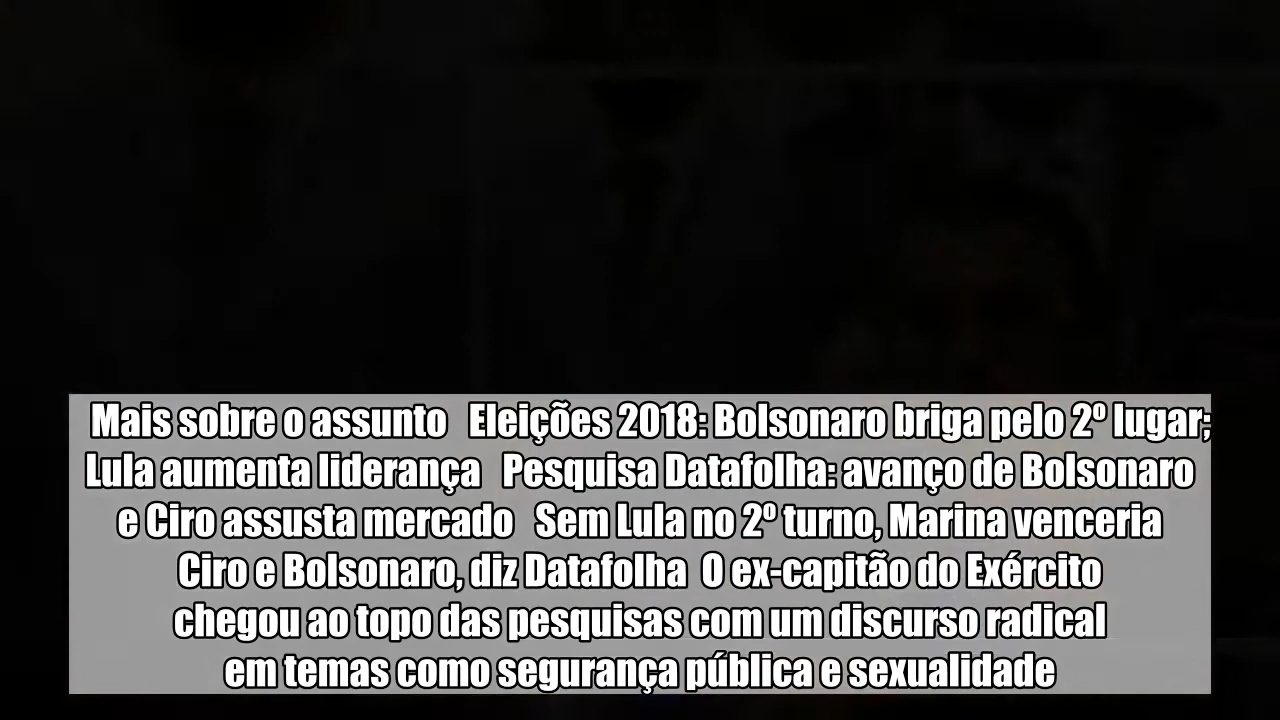 Mais sobre o assunto   Eleições 2018: Bolsonaro briga pelo 2º lugar;
Lula aumenta liderança   Pesquisa Datafolha: avanço de Bolsonaro
e Ciro assusta mercado   Sem Lula no 2º turno, Marina venceria
Ciro e Bolsonaro, diz Datafolha  O ex-capitão do Exército
chegou ao topo das pesquisas com um discurso radical
em temas como segurança pública e sexualidade